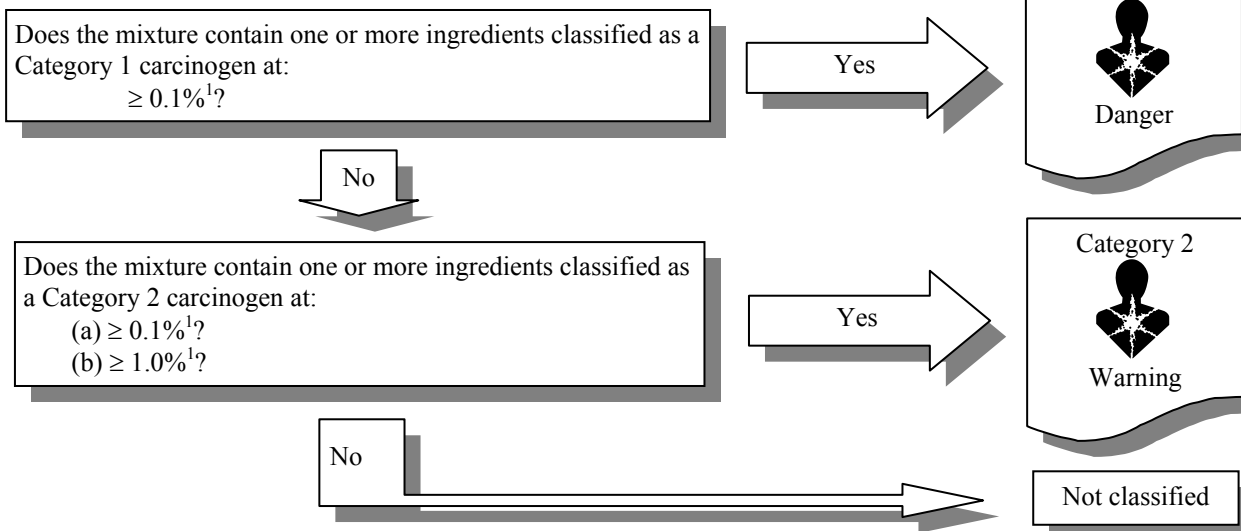 Does the mixture contain one or more ingredients classified as a
Category 1 carcinogen at:
≥ 0.1%¹?
Yes
Danger
No
Does the mixture contain one or more ingredients classified as
a Category 2 carcinogen at:
(a) ≥ 0.1%¹?
(b) ≥ 1.0%¹?
Yes
Category 2
Warning
No
Not classified